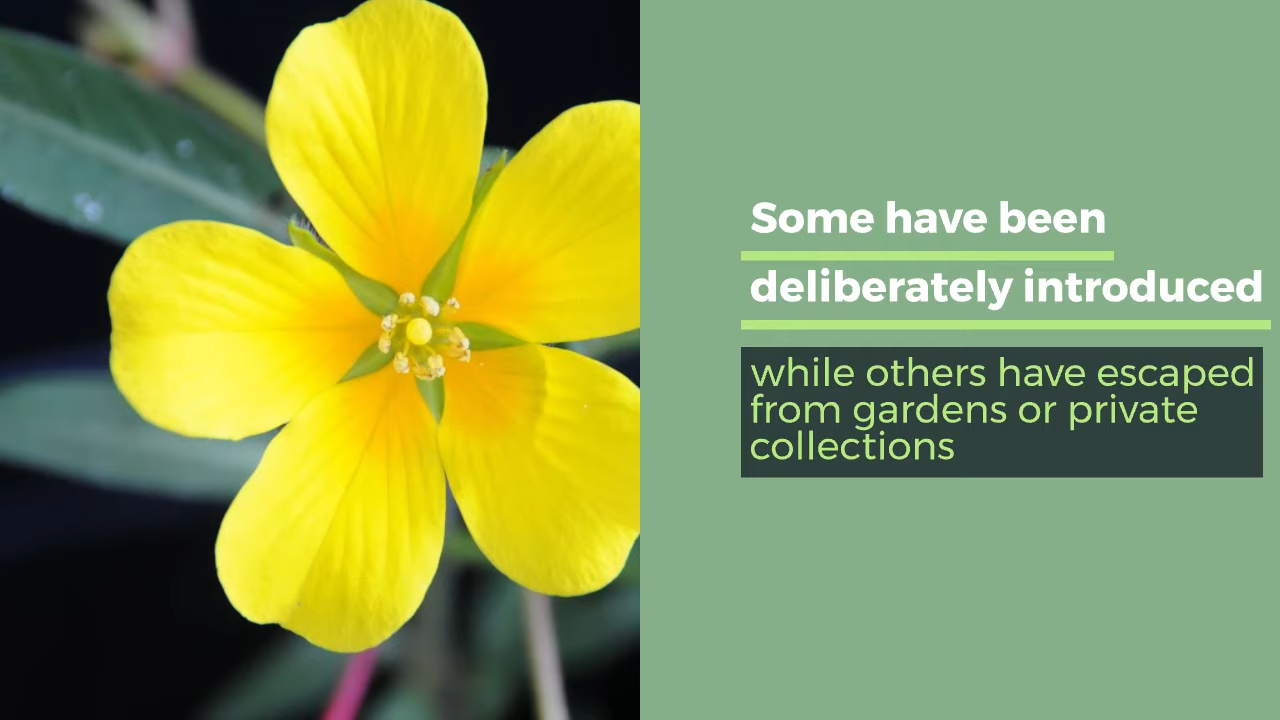 Some have been
deliberately introduced
while others have escaped
from gardens or private
collections